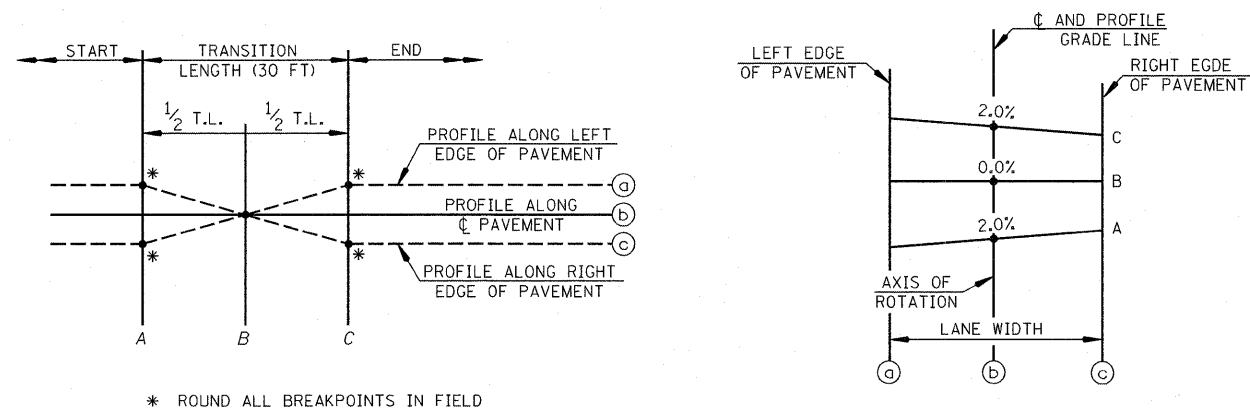 START
TRANSITION
LENGTH (30 FT)
END
1/2 T.L.
1/2 T.L.
*
*
*
*
PROFILE ALONG LEFT
EDGE OF PAVEMENT
PROFILE ALONG
℄ PAVEMENT
PROFILE ALONG RIGHT
EDGE OF PAVEMENT
a
b
c
A
B
C
* ROUND ALL BREAKPOINTS IN FIELD
℄ AND PROFILE
GRADE LINE
LEFT EDGE
OF PAVEMENT
RIGHT EGDE
OF PAVEMENT
2.0%
C
0.0%
B
2.0%
A
AXIS OF
ROTATION
LANE WIDTH
a
b
c